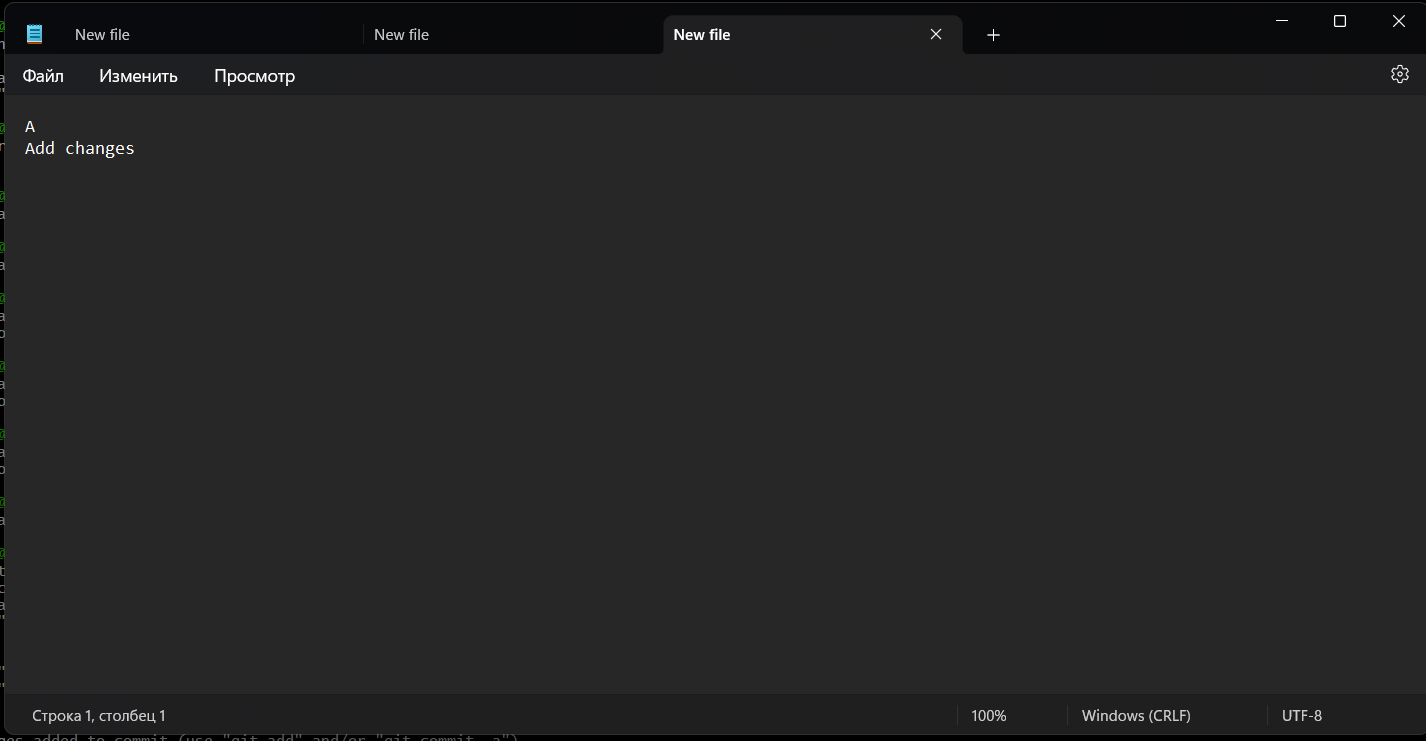 New file
New file
New file
Файл Изменить Просмотр
A
Add changes
Строка 1, столбец 1
100%
Windows (CRLF)
UTF-8
ges added to commit (use "git add" and/or "git commit -a")